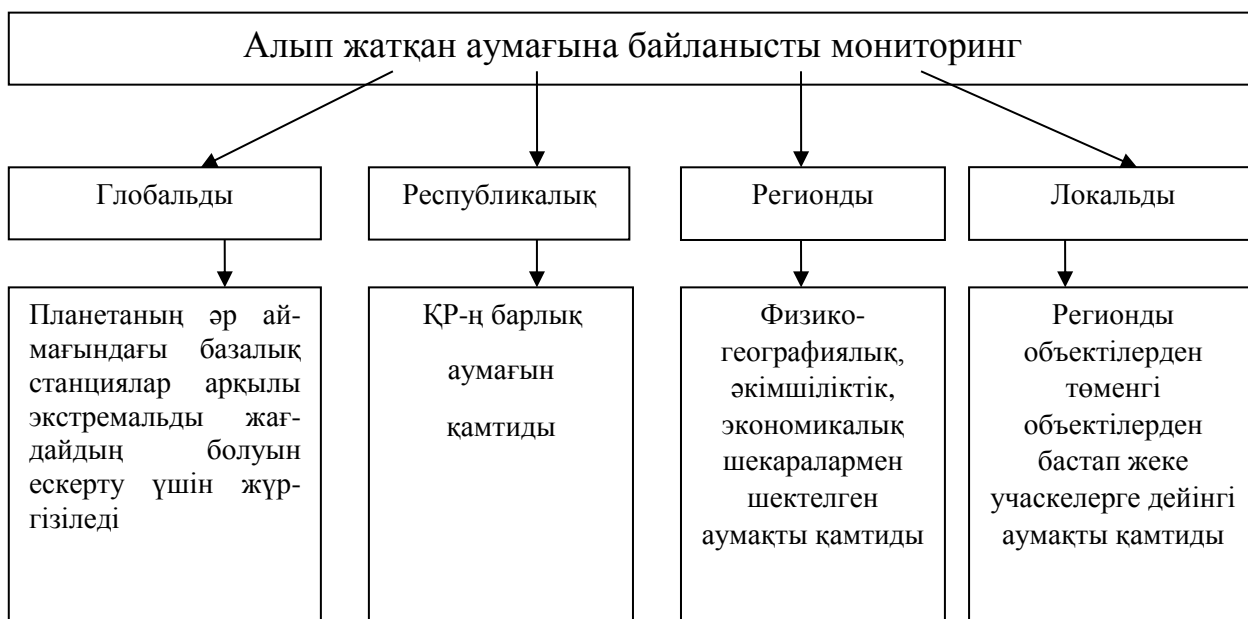 Алып жатқан аумағына байланысты мониторинг
Глобальды
Республикалық
Регионды
Локальды
Планетаның әр ай-
мағындағы базалық
станциялар арқылы
экстремальды жағ-
дайдың болуын
ескерту үшін жүр-
гізіледі
ҚР-ң барлық
аумағын
қамтиды
Физико-
географиялық,
әкімшіліктік,
экономикалық
шекаралармен
шектелген
аумақты қамтиды
Регионды
объектілерден
төменгі
объектілерден
бастап жеке
учаскелерге дейінгі
аумақты қамтиды